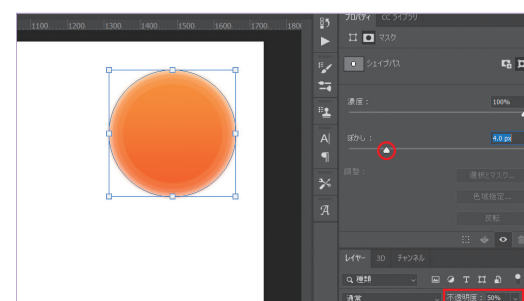 1100 1200 1300 1400 1500 1600 1700 1800
プロパティ CC ライブラリ
マスク
シェイプパス
濃度： 100%
ぼかし： 4.0 px
調整：
選択とマスク...
色域指定...
反転
レイヤー 3D チャンネル
種類
通常 不透明度： 50%